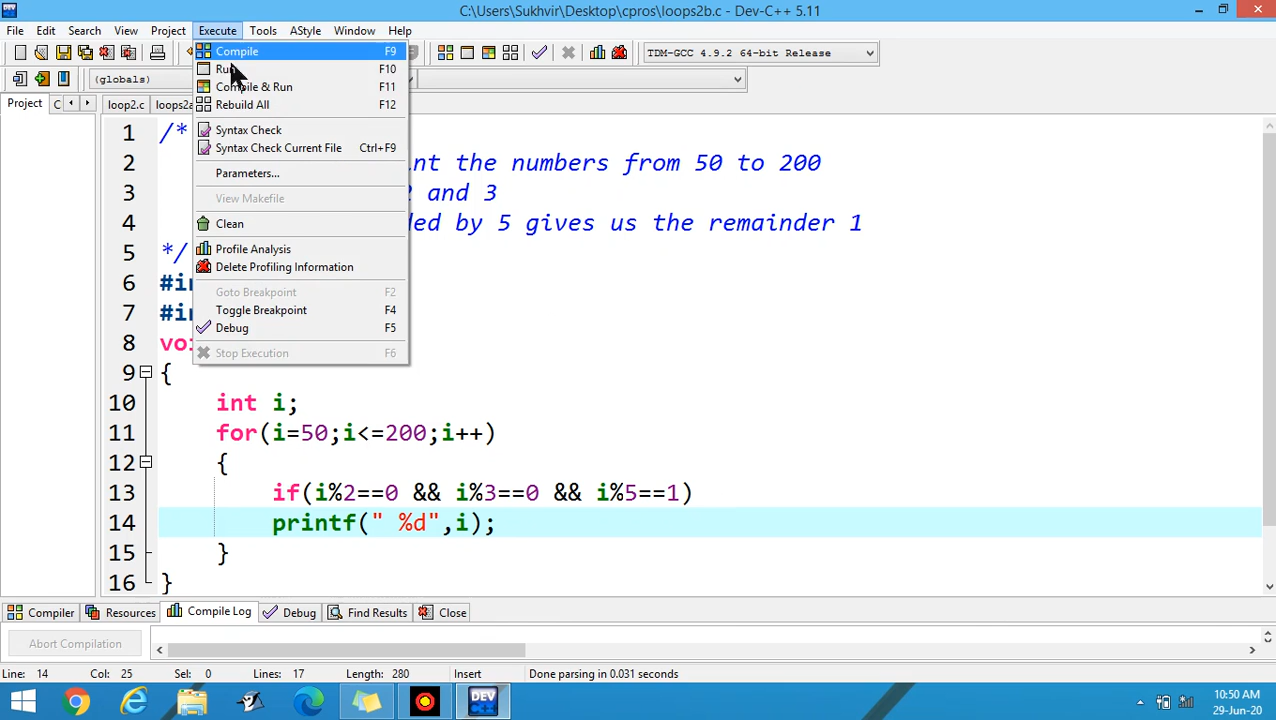 C:\Users\Sukhvir\Desktop\cpros\loops2b.c - Dev-C++ 5.11
File Edit Search View Project Execute Tools AStyle Window Help
TDM-GCC 4.9.2 64-bit Release
(globals)
Project C loop2.c loops2a
Compile F9
Run F10
Compile & Run F11
Rebuild All F12
Syntax Check
Syntax Check Current File Ctrl+F9
Parameters...
View Makefile
Clean
Profile Analysis
Delete Profiling Information
Goto Breakpoint F2
Toggle Breakpoint F4
Debug F5
Stop Execution F6
1 /*
2 nt the numbers from 50 to 200
3 2 and 3
4 ded by 5 gives us the remainder 1
5 */
6 #in
7 #in
8 voi
9 {
10 int i;
11 for(i=50;i<=200;i++)
12 {
13 if(i%2==0 && i%3==0 && i%5==1)
14 printf(" %d",i);
15 }
16 }
Compiler Resources Compile Log Debug Find Results Close
Abort Compilation
Line: 14 Col: 25 Sel: 0 Lines: 17 Length: 280 Insert Done parsing in 0.031 seconds
DEV
10:50 AM
29-Jun-20